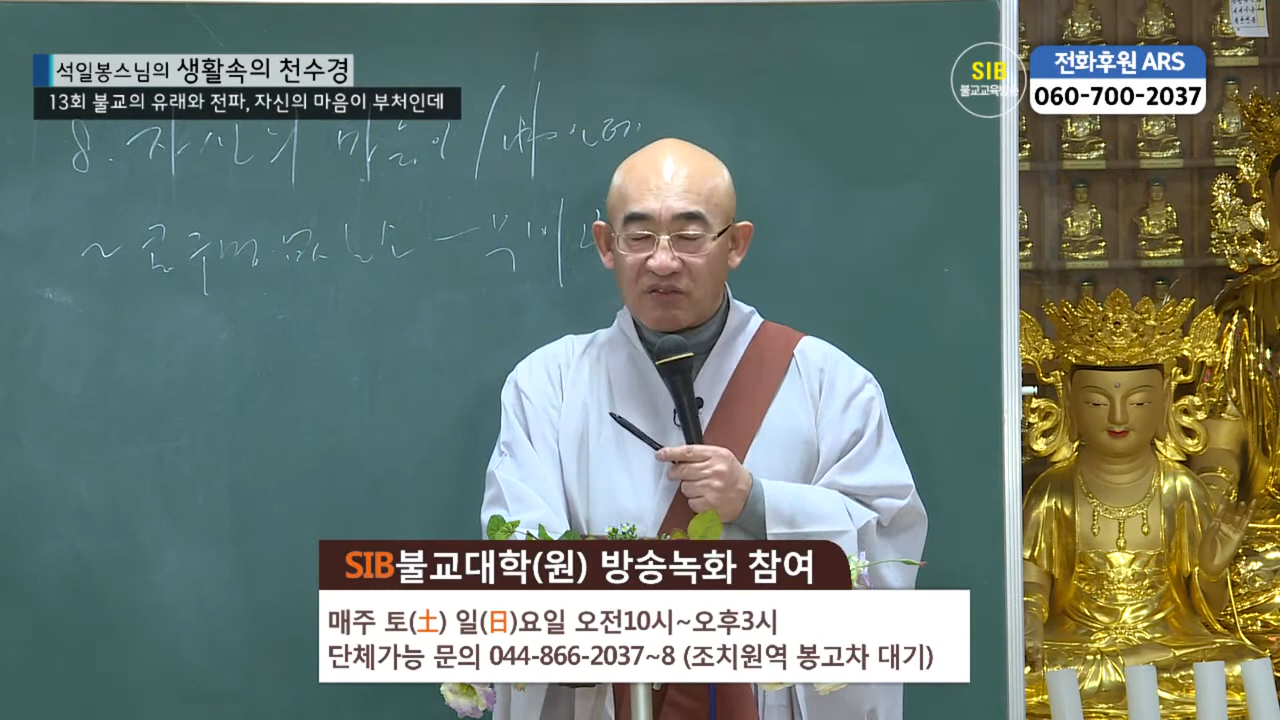 석일봉스님의 생활속의 천수경
13회 불교의 유래와 전파, 자신의 마음이 부처인데
SIB
불교교육방송
전화후원 ARS
060-700-2037
8. 자신의 마음이
SIB불교대학(원) 방송녹화 참여
매주 토(土) 일(日)요일 오전10시~오후3시
단체가능 문의 044-866-2037~8 (조치원역 봉고차 대기)